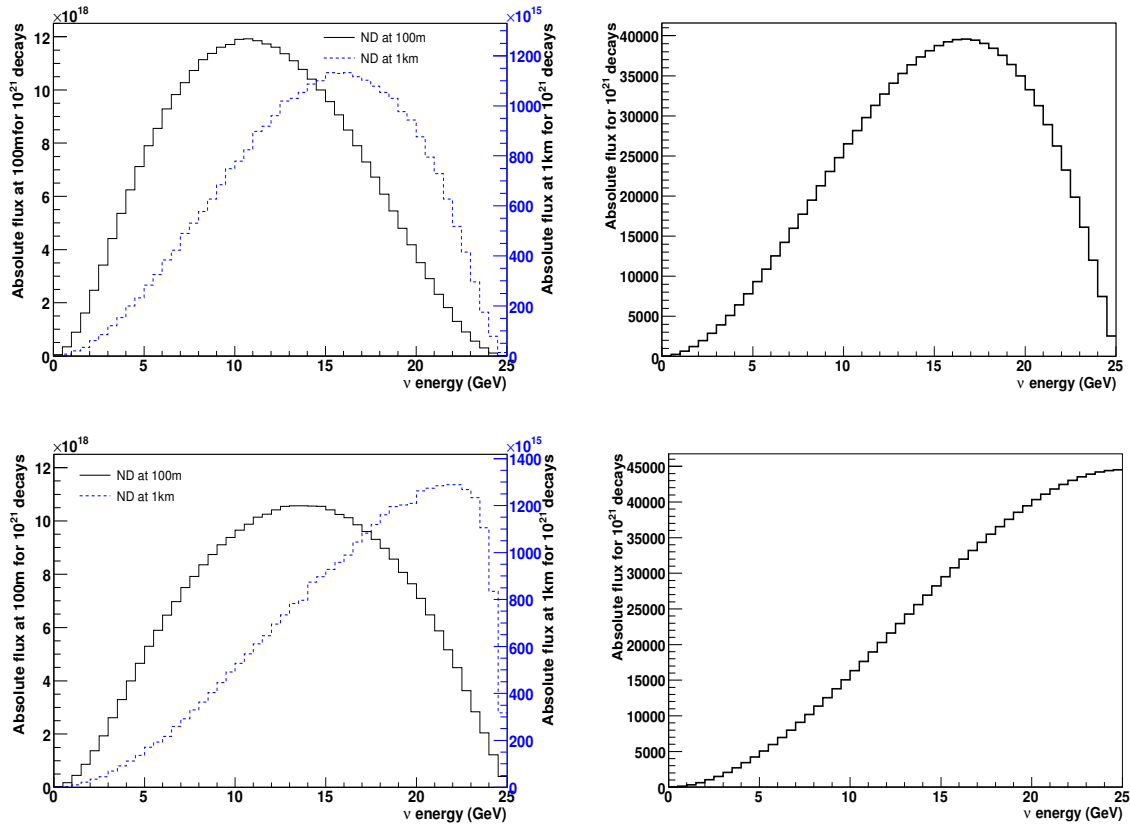 ×10^18
×10^15
Absolute flux at 100m for 10^21 decays
12
10
8
6
4
2
0
ND at 100m
ND at 1km
1200
1000
800
600
400
200
0
Absolute flux at 1km for 10^21 decays
0 5 10 15 20 25
ν energy (GeV)
Absolute flux for 10^21 decays
40000
35000
30000
25000
20000
15000
10000
5000
0
0 5 10 15 20 25
ν energy (GeV)
×10^18
×10^15
Absolute flux at 100m for 10^21 decays
12
10
8
6
4
2
0
ND at 100m
ND at 1km
1400
1200
1000
800
600
400
200
0
Absolute flux at 1km for 10^21 decays
0 5 10 15 20 25
ν energy (GeV)
Absolute flux for 10^21 decays
45000
40000
35000
30000
25000
20000
15000
10000
5000
0
0 5 10 15 20 25
ν energy (GeV)